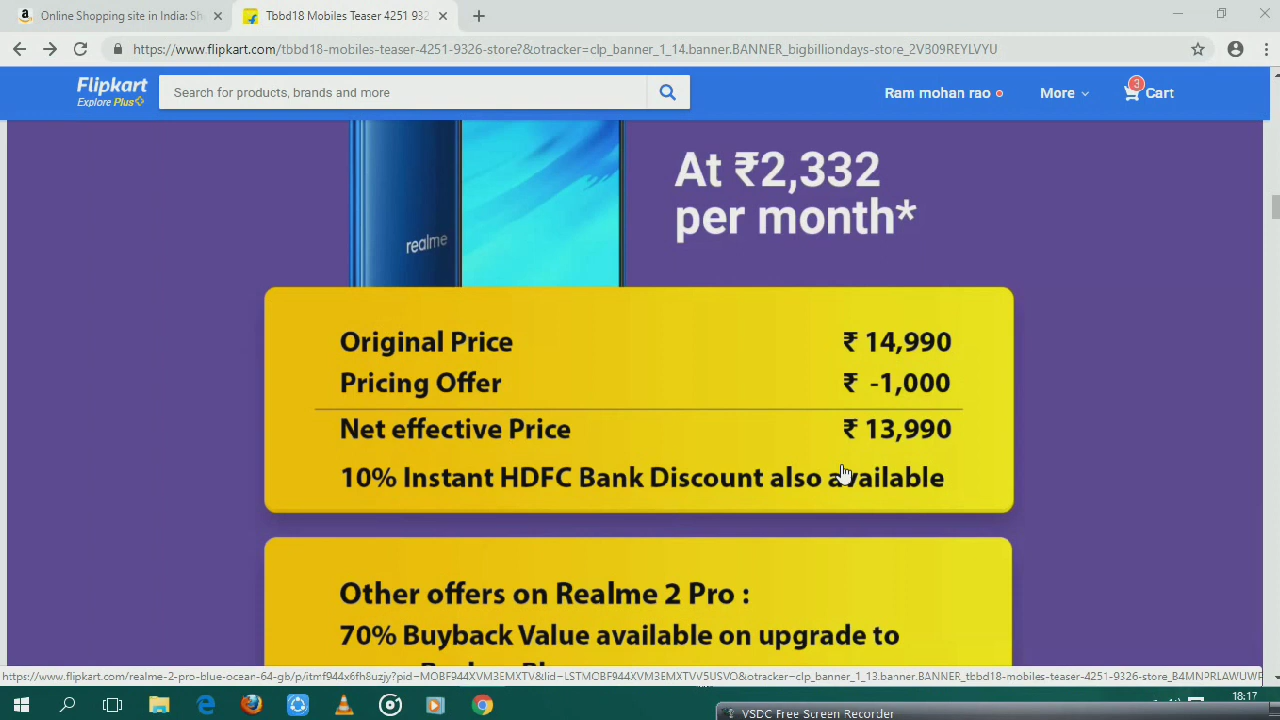 Online Shopping site in India: Sh
Tbbd18 Mobiles Teaser 4251 932
https://www.flipkart.com/tbbd18-mobiles-teaser-4251-9326-store?&otracker=clp_banner_1_14.banner.BANNER_bigbilliondays-store_2V309REYLVYU
Flipkart
Explore Plus
Search for products, brands and more
Ram mohan rao
More
3
Cart
At ₹2,332
per month*
realme
Original Price ₹ 14,990
Pricing Offer ₹ -1,000
Net effective Price ₹ 13,990
10% Instant HDFC Bank Discount also available
Other offers on Realme 2 Pro :
70% Buyback Value available on upgrade to
18:17
VSDC Free Screen Recorder